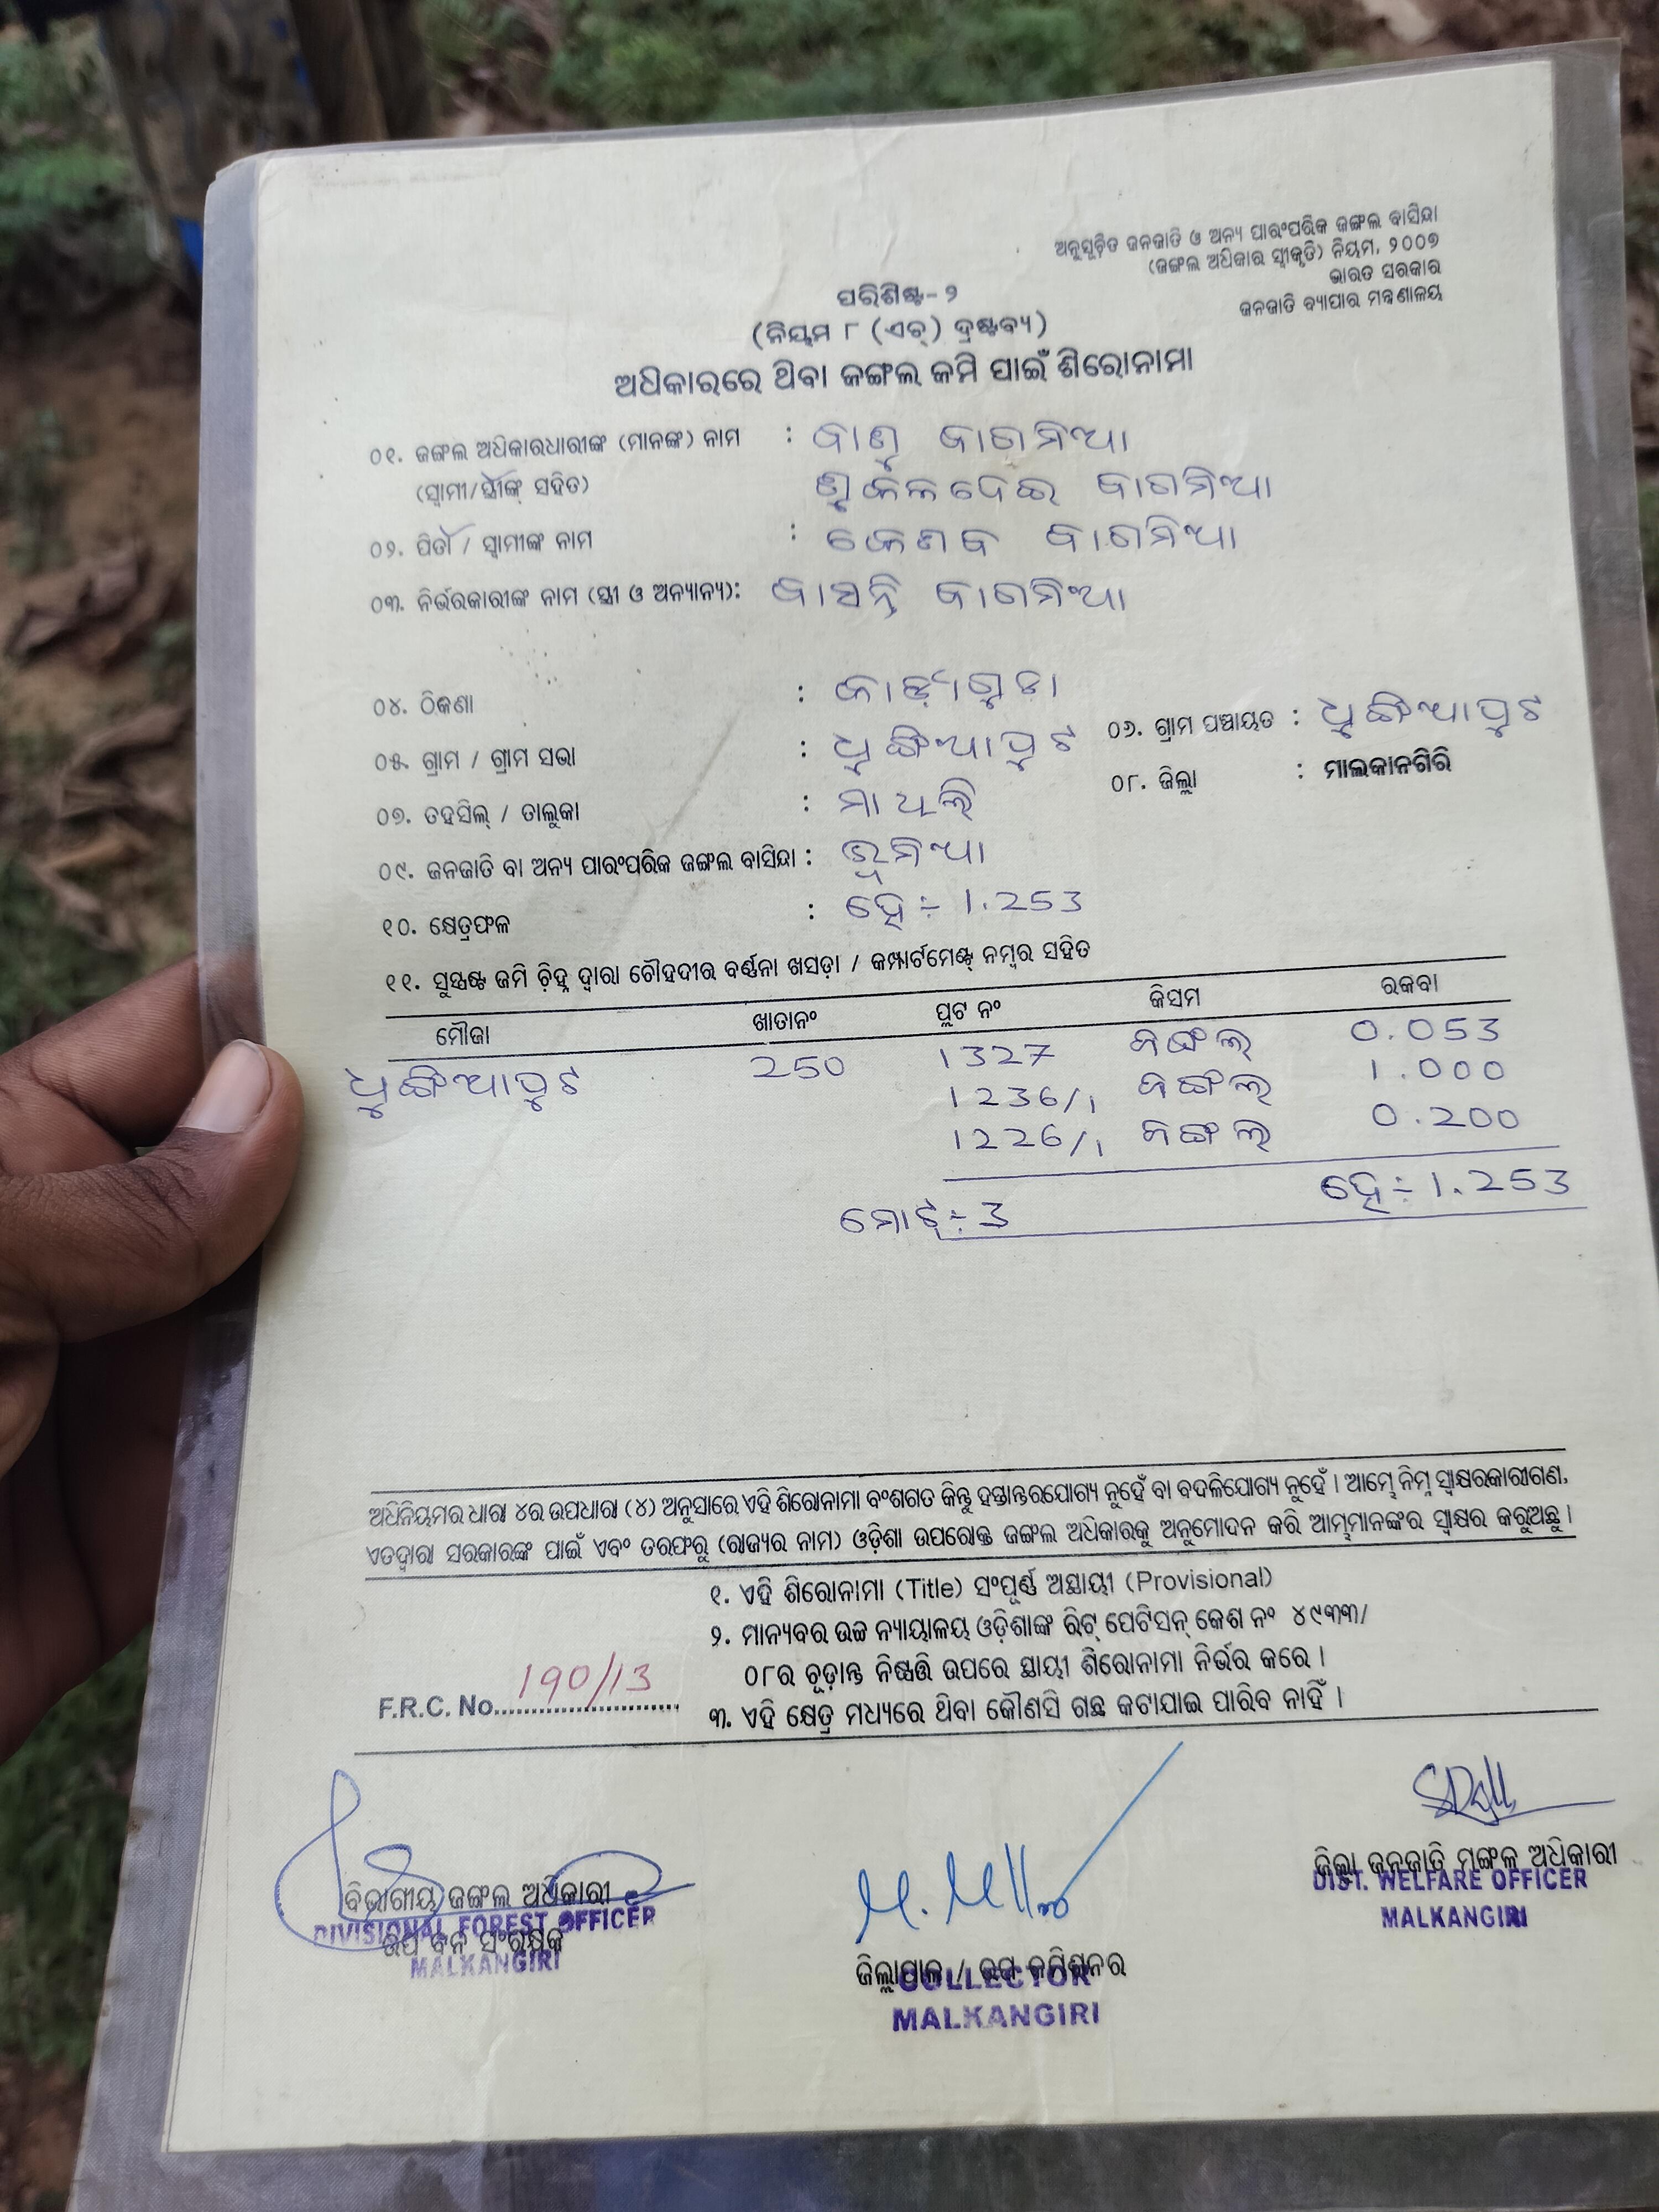 ଅନୁସୂଚିତ ଜନଜାତି ଓ ଅନ୍ୟ ପାରଂପରିକ ଜଙ୍ଗଲ ବାସିନ୍ଦା
(ଜଙ୍ଗଲ ଅଧିକାର ସ୍ୱୀକୃତି) ନିୟମ, ୨୦୦୭
ଭାରତ ସରକାର
ଜନଜାତି ବ୍ୟାପାର ମନ୍ତ୍ରଣାଳୟ
ପରିଶିଷ୍ଟ-୨
(ନିୟମ ୮ (ଏଚ୍) ଦ୍ରଷ୍ଟବ୍ୟ)
ଅଧିକାରରେ ଥିବା ଜଙ୍ଗଲ ଜମି ପାଇଁ ଶିରୋନାମା
୦୧. ଜଙ୍ଗଲ ଅଧିକାରଧାରୀଙ୍କ (ମାନଙ୍କ) ନାମ :
(ସ୍ୱାମୀ/ସ୍ତ୍ରୀଙ୍କ ସହିତ)
୦୨. ପିତା / ସ୍ୱାମୀଙ୍କ ନାମ :
୦୩. ନିର୍ଭରକାରୀଙ୍କ ନାମ (ସ୍ତ୍ରୀ ଓ ଅନ୍ୟାନ୍ୟ): ବାସନ୍ତି
୦୪. ଠିକଣା :
୦୫. ଗ୍ରାମ / ଗ୍ରାମ ସଭା : ଧୁଙ୍ଗିଆପୁଟ ୦୬. ଗ୍ରାମ ପଞ୍ଚାୟତ : ଧୁଙ୍ଗିଆପୁଟ
୦୭. ତହସିଲ୍ / ତାଲୁକା : ମାଥିଲି ୦୮. ଜିଲ୍ଲା : ମାଲକାନଗିରି
୦୯. ଜନଜାତି ବା ଅନ୍ୟ ପାରଂପରିକ ଜଙ୍ଗଲ ବାସିନ୍ଦା : ଭୂମିଆ
୧୦. କ୍ଷେତ୍ରଫଳ : ହେ÷ 1.253
୧୧. ସୁସ୍ପଷ୍ଟ ଜମି ଚିହ୍ନ ଦ୍ୱାରା ଚୌହଦୀର ବର୍ଣ୍ଣନା ଖସଡ଼ା / କମ୍ପାର୍ଟମେଣ୍ଟ ନମ୍ବର ସହିତ
ମୌଜା ଖାତାନଂ ପ୍ଲଟ ନଂ କିସମ ରକବା
ଧୁଙ୍ଗିଆପୁଟ 250 1327 ଜଙ୍ଗଲ 0.053
1236/1 ଜଙ୍ଗଲ 1.000
1226/1 ଜଙ୍ଗଲ 0.200
ମୋଟ÷ 3 ହେ÷ 1.253
ଅଧିନିୟମର ଧାରା ୪ର ଉପଧାରା (୪) ଅନୁସାରେ ଏହି ଶିରୋନାମା ବଂଶଗତ କିନ୍ତୁ ହସ୍ତାନ୍ତରଯୋଗ୍ୟ ନୁହେଁ ବା ବଦଳିଯୋଗ୍ୟ ନୁହେଁ । ଆମ୍ଭେ ନିମ୍ନ ସ୍ୱାକ୍ଷରକାରୀଗଣ,
ଏତଦ୍ୱାରା ସରକାରଙ୍କ ପାଇଁ ଏବଂ ତରଫରୁ (ରାଜ୍ୟର ନାମ) ଓଡ଼ିଶା ଉପରୋକ୍ତ ଜଙ୍ଗଲ ଅଧିକାରକୁ ଅନୁମୋଦନ କରି ଆମ୍ଭମାନଙ୍କର ସ୍ୱାକ୍ଷର କରୁଅଛୁ ।
୧. ଏହି ଶିରୋନାମା (Title) ସଂପୂର୍ଣ୍ଣ ଅସ୍ଥାୟୀ (Provisional)
୨. ମାନ୍ୟବର ଉଚ୍ଚ ନ୍ୟାୟାଳୟ ଓଡ଼ିଶାଙ୍କ ରିଟ୍ ପେଟିସନ୍ କେଶ ନଂ ୪୯୩୩/
୦୮ର ଚୂଡ଼ାନ୍ତ ନିଷ୍ପତ୍ତି ଉପରେ ସ୍ଥାୟୀ ଶିରୋନାମା ନିର୍ଭର କରେ ।
F.R.C. No. 190/13
୩. ଏହି କ୍ଷେତ୍ର ମଧ୍ୟରେ ଥିବା କୌଣସି ଗଛ କଟାଯାଇ ପାରିବ ନାହିଁ ।
ବିଭାଗୀୟ ଜଙ୍ଗଲ ଅଧିକାରୀ
DIVISIONAL FOREST OFFICER
ଉପ ବନ ସଂରକ୍ଷକ
MALKANGIRI
ଜିଲ୍ଲାପାଳ / ଉପ କମିଶନର
COLLECTOR
MALKANGIRI
ଜିଲ୍ଲା ଜନଜାତି ମଙ୍ଗଳ ଅଧିକାରୀ
DIST. WELFARE OFFICER
MALKANGIRI